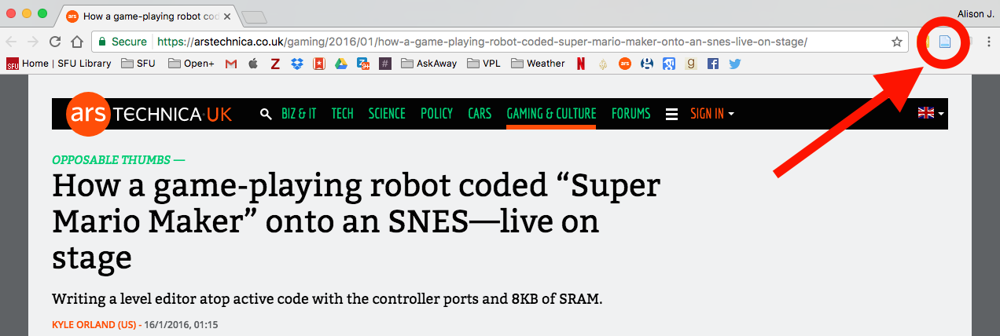 How a game-playing robot cod
Alison J.
Secure https://arstechnica.co.uk/gaming/2016/01/how-a-game-playing-robot-coded-super-mario-maker-onto-an-snes-live-on-stage/
SFU Home | SFU Library SFU Open+ AskAway VPL Weather
ars TECHNICA UK BIZ & IT TECH SCIENCE POLICY CARS GAMING & CULTURE FORUMS SIGN IN
OPPOSABLE THUMBS —
How a game-playing robot coded “Super
Mario Maker” onto an SNES—live on
stage
Writing a level editor atop active code with the controller ports and 8KB of SRAM.
KYLE ORLAND (US) - 16/1/2016, 01:15